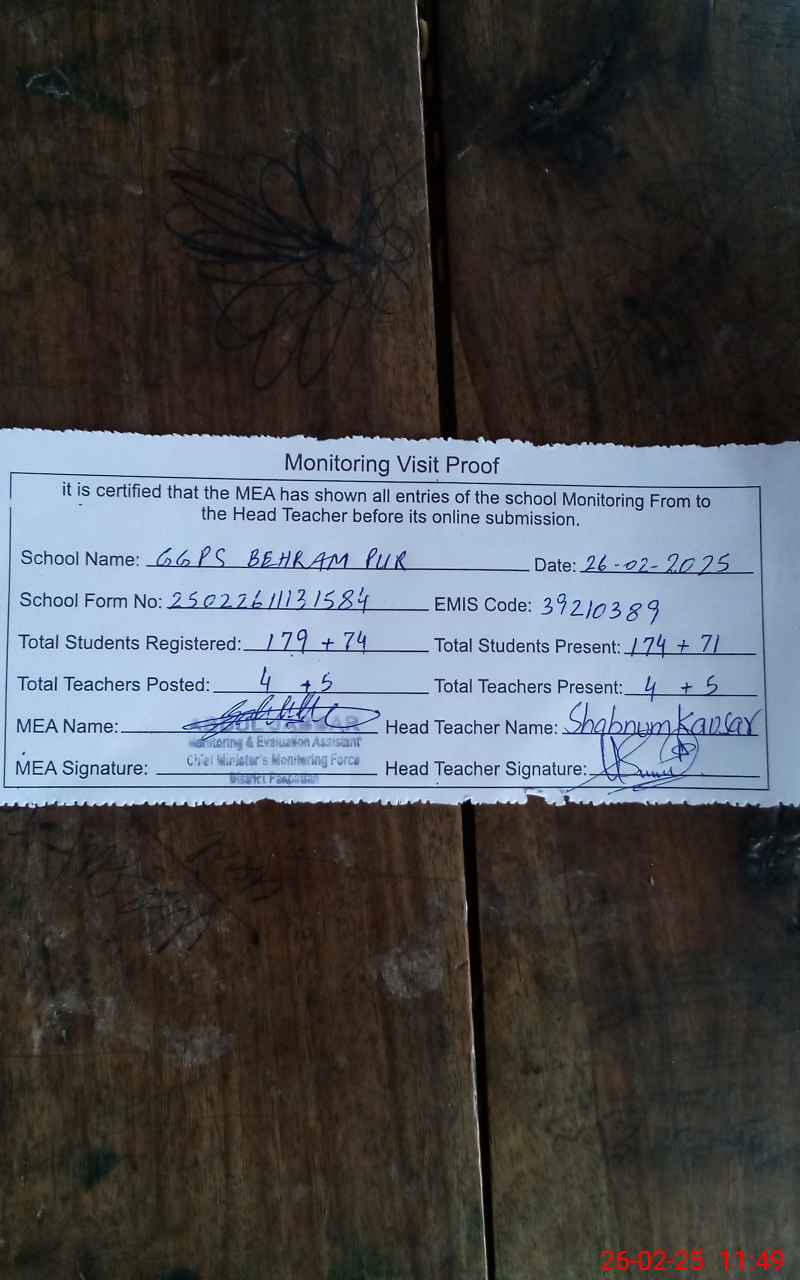 Monitoring Visit Proof
it is certified that the MEA has shown all entries of the school Monitoring From to
the Head Teacher before its online submission.
School Name: GGPS BEHRAM PUR Date: 26-02-2025
School Form No: 25022611131584 EMIS Code: 39210389
Total Students Registered: 179 + 74 Total Students Present: 174 + 71
Total Teachers Posted: 4 + 5 Total Teachers Present: 4 + 5
MEA Name: Head Teacher Name: Shabnum Kausar
Monitoring & Evaluation Assistant
Chief Minister's Monitoring Force
District Pakpattan
MEA Signature: Head Teacher Signature:
26-02-25 11:49